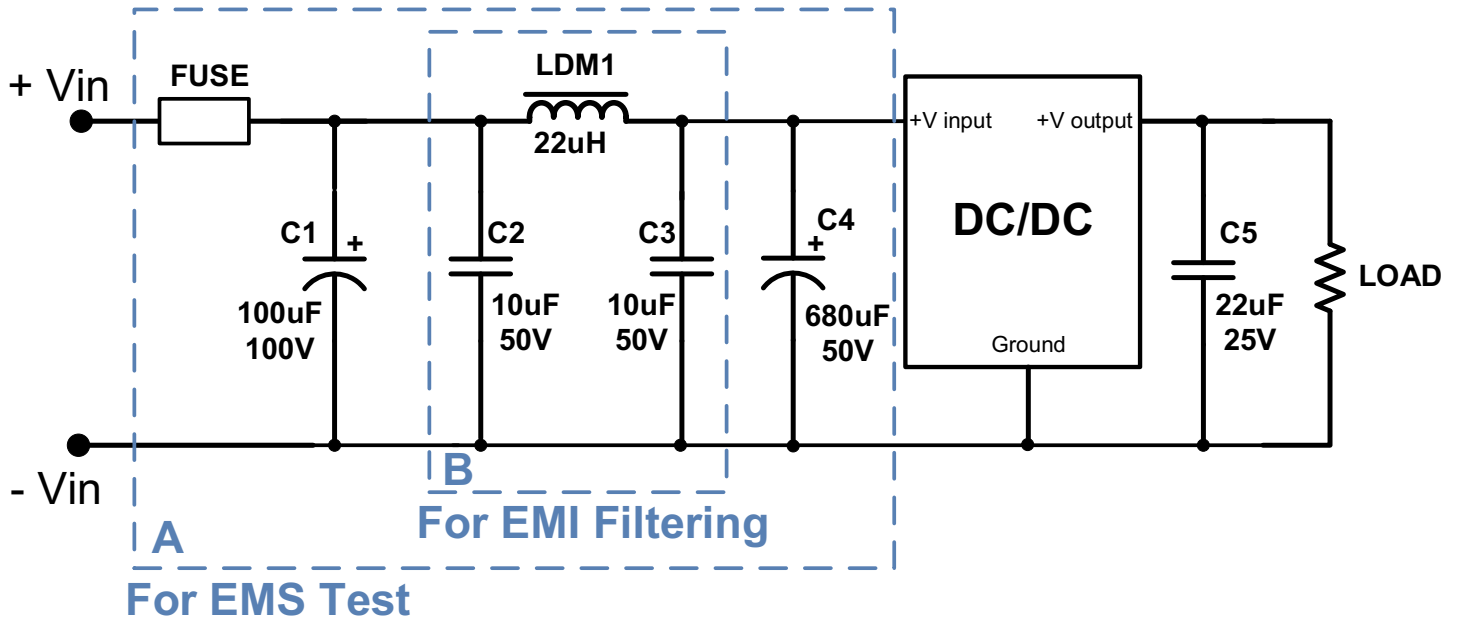 + Vin
FUSE
LDM1
22uH
+V input
+V output
DC/DC
Ground
C1
+
100uF
100V
C2
10uF
50V
C3
10uF
50V
C4
+
680uF
50V
C5
22uF
25V
LOAD
- Vin
B
For EMI Filtering
A
For EMS Test